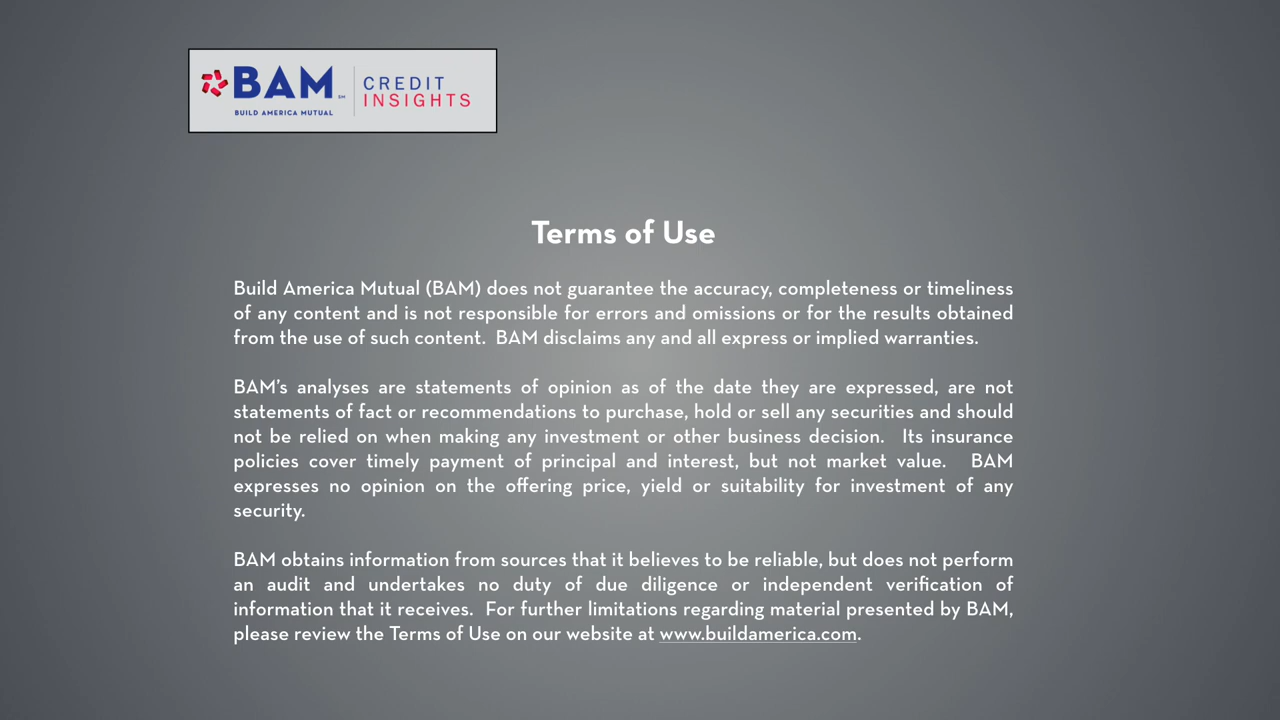 BAM SM
BUILD AMERICA MUTUAL
CREDIT
INSIGHTS
Terms of Use
Build America Mutual (BAM) does not guarantee the accuracy, completeness or timeliness
of any content and is not responsible for errors and omissions or for the results obtained
from the use of such content.  BAM disclaims any and all express or implied warranties.
BAM's analyses are statements of opinion as of the date they are expressed, are not
statements of fact or recommendations to purchase, hold or sell any securities and should
not be relied on when making any investment or other business decision.  Its insurance
policies cover timely payment of principal and interest, but not market value.  BAM
expresses no opinion on the offering price, yield or suitability for investment of any
security.
BAM obtains information from sources that it believes to be reliable, but does not perform
an audit and undertakes no duty of due diligence or independent verification of
information that it receives.  For further limitations regarding material presented by BAM,
please review the Terms of Use on our website at www.buildamerica.com.